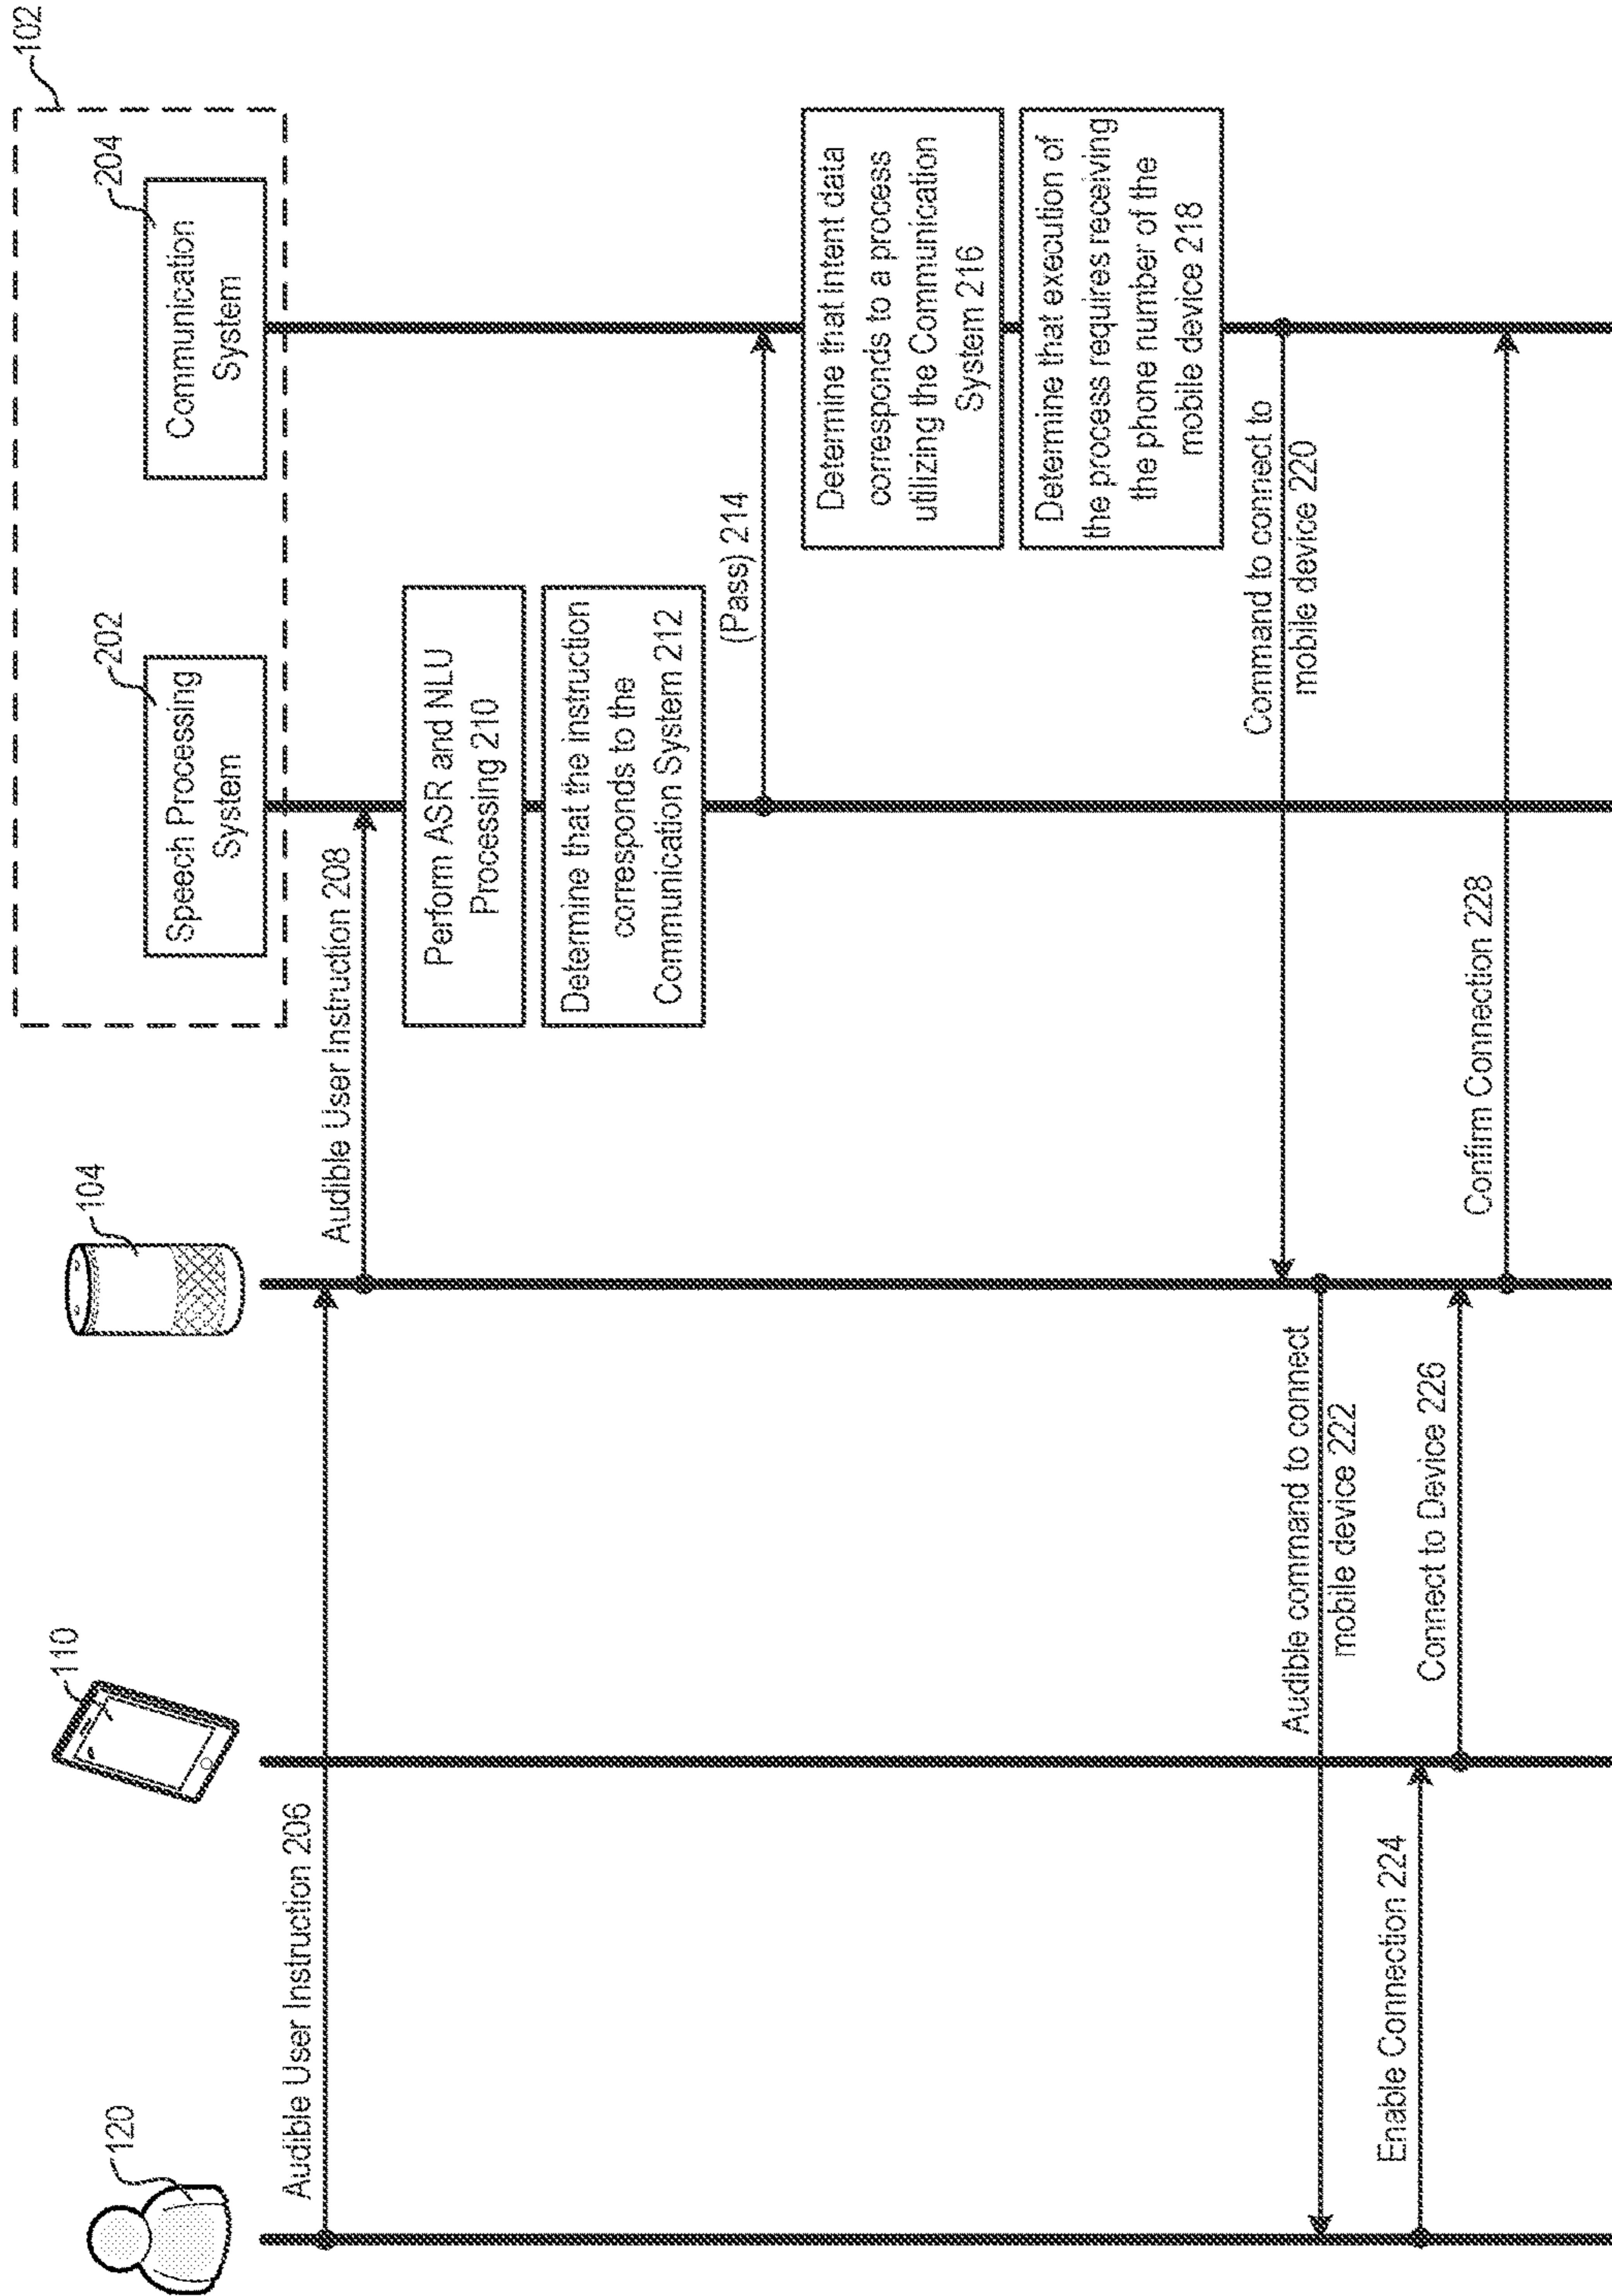 102
204
202
104
110
120
Communication
System
Speech Processing
System
Audible User Instruction 206
Audible User Instruction 208
Perform ASR and NLU
Processing 210
Determine that the instruction
corresponds to the
Communication System 212
(Pass) 214
Determine that intent data
corresponds to a process
utilizing the Communication
System 216
Determine that execution of
the process requires receiving
the phone number of the
mobile device 218
Command to connect to
mobile device 220
Audible command to connect
mobile device 222
Enable Connection 224
Connect to Device 226
Confirm Connection 228